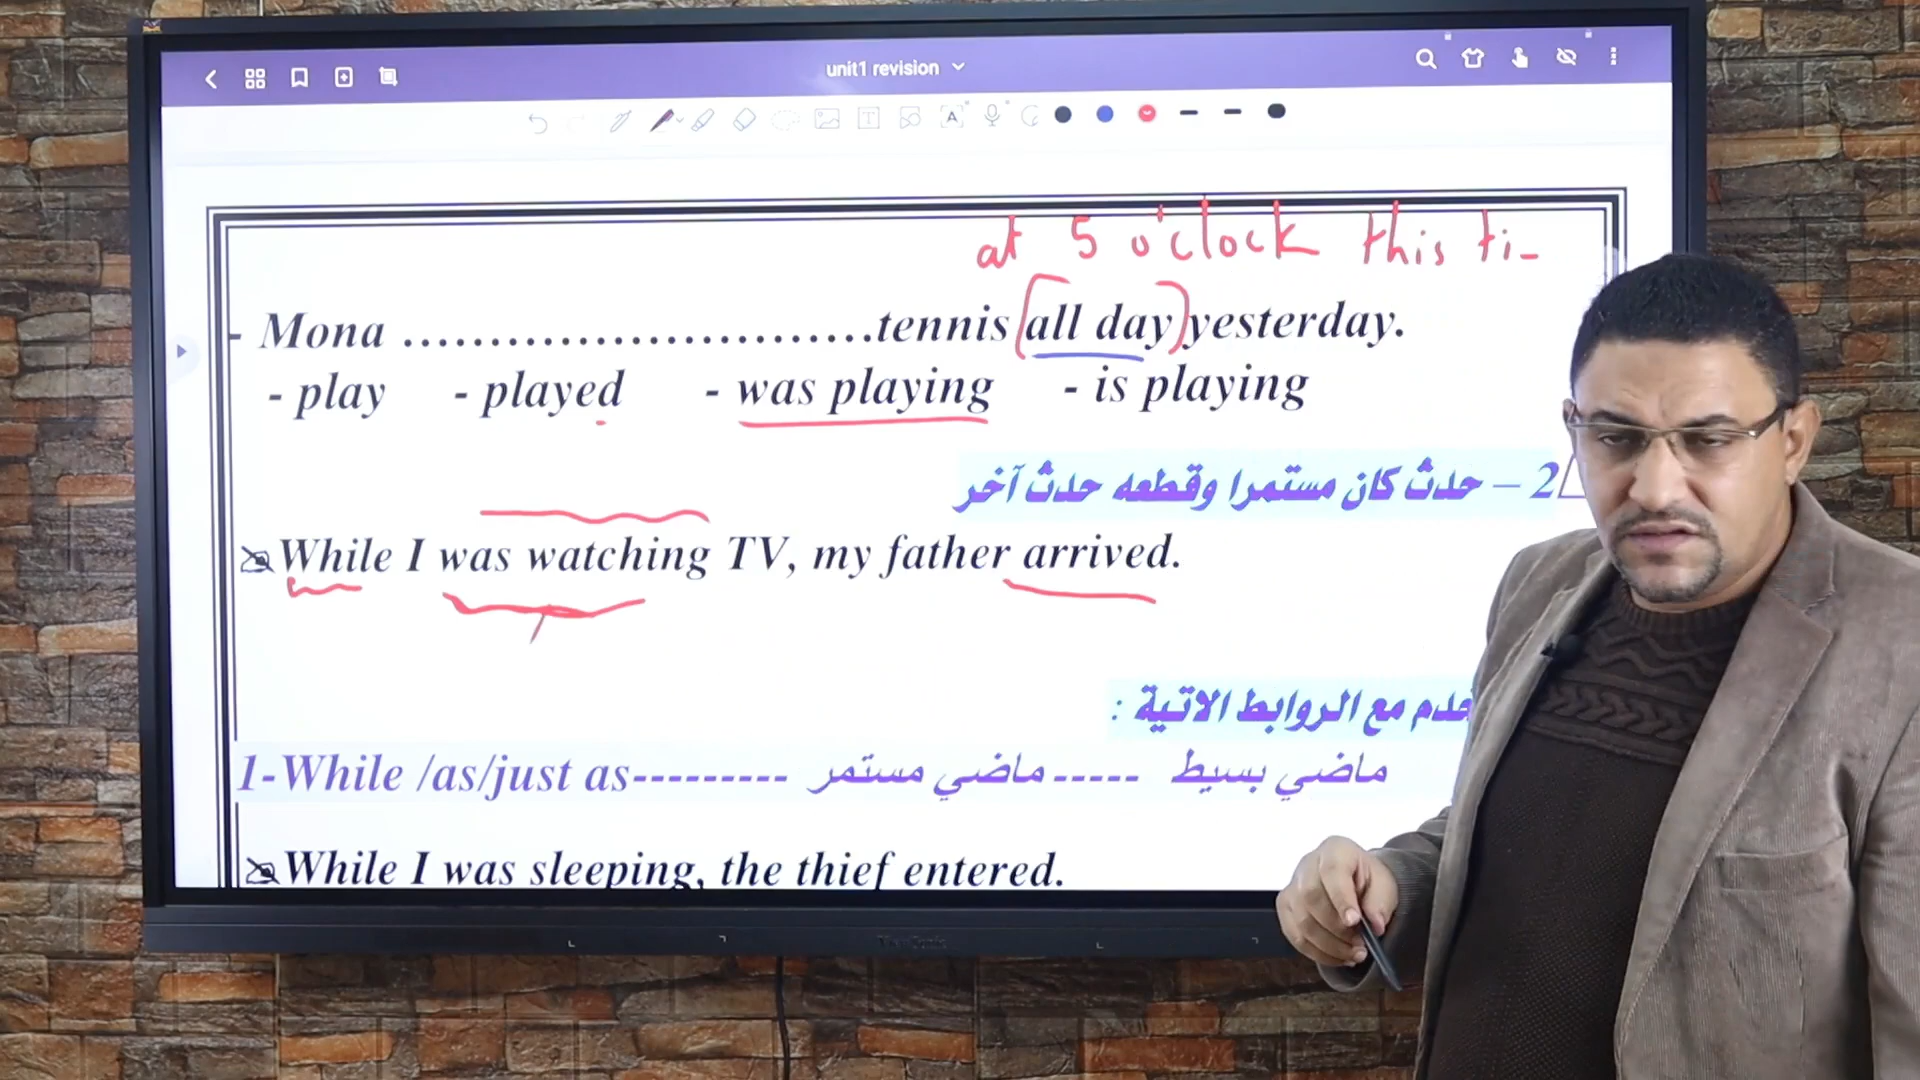 unit1 revision
at 5 o'clock this ti-
- Mona ..............................tennis all day yesterday.
- play - played - was playing - is playing
2 – حدث كان مستمرا وقطعه حدث آخر
While I was watching TV, my father arrived.
مع الروابط الاتية :
1-While /as/just as--------- ماضي مستمر ----- ماضي بسيط
While I was sleeping, the thief entered.